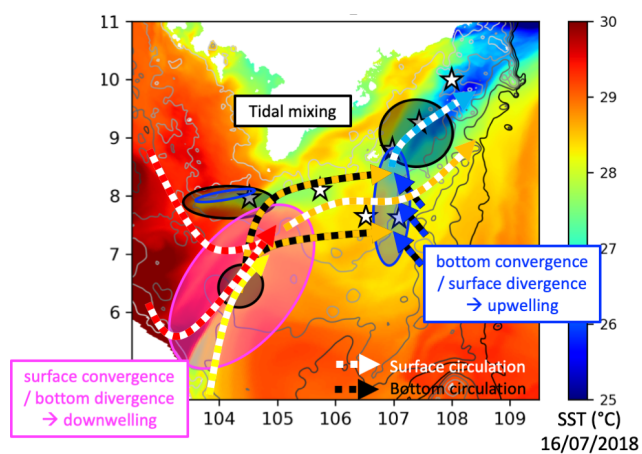 11
10
9
8
7
6
Tidal mixing
bottom convergence
/ surface divergence
→ upwelling
surface convergence
/ bottom divergence
→ downwelling
Surface circulation
Bottom circulation
104
105
106
107
108
109
30
29
28
27
26
25
SST (°C)
16/07/2018